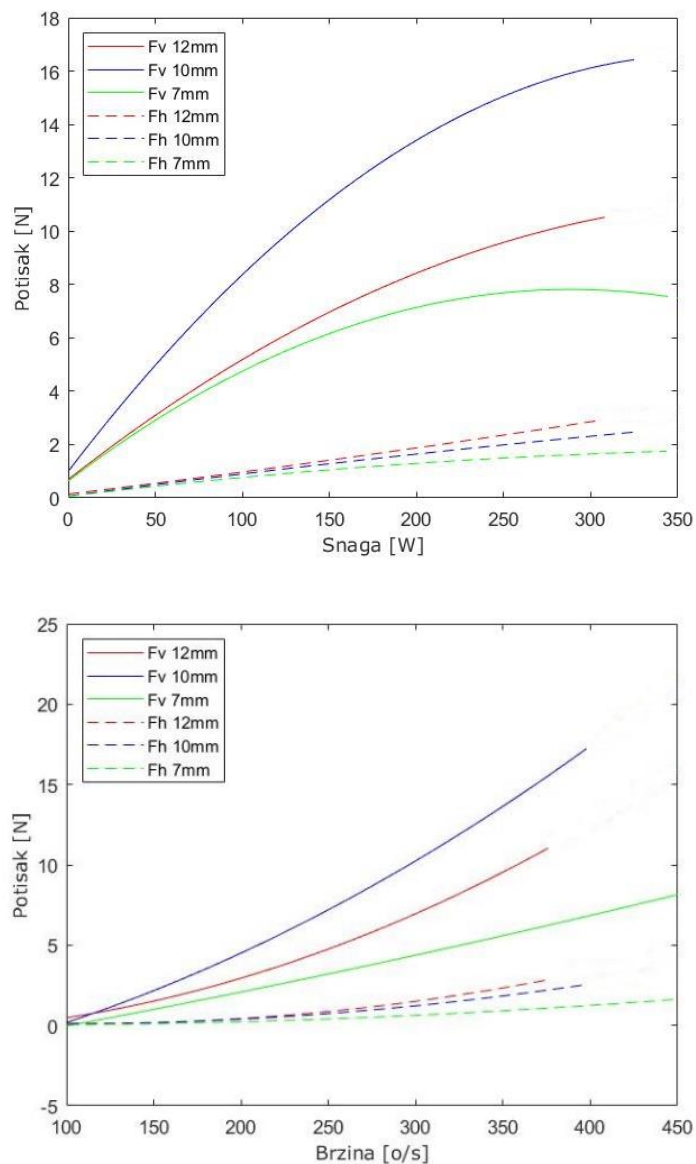 18
16
14
12
10
8
6
4
2
0
Potisak [N]
Fv 12mm
Fv 10mm
Fv 7mm
Fh 12mm
Fh 10mm
Fh 7mm
0 50 100 150 200 250 300 350
Snaga [W]
25
20
15
10
5
0
-5
Potisak [N]
Fv 12mm
Fv 10mm
Fv 7mm
Fh 12mm
Fh 10mm
Fh 7mm
100 150 200 250 300 350 400 450
Brzina [o/s]